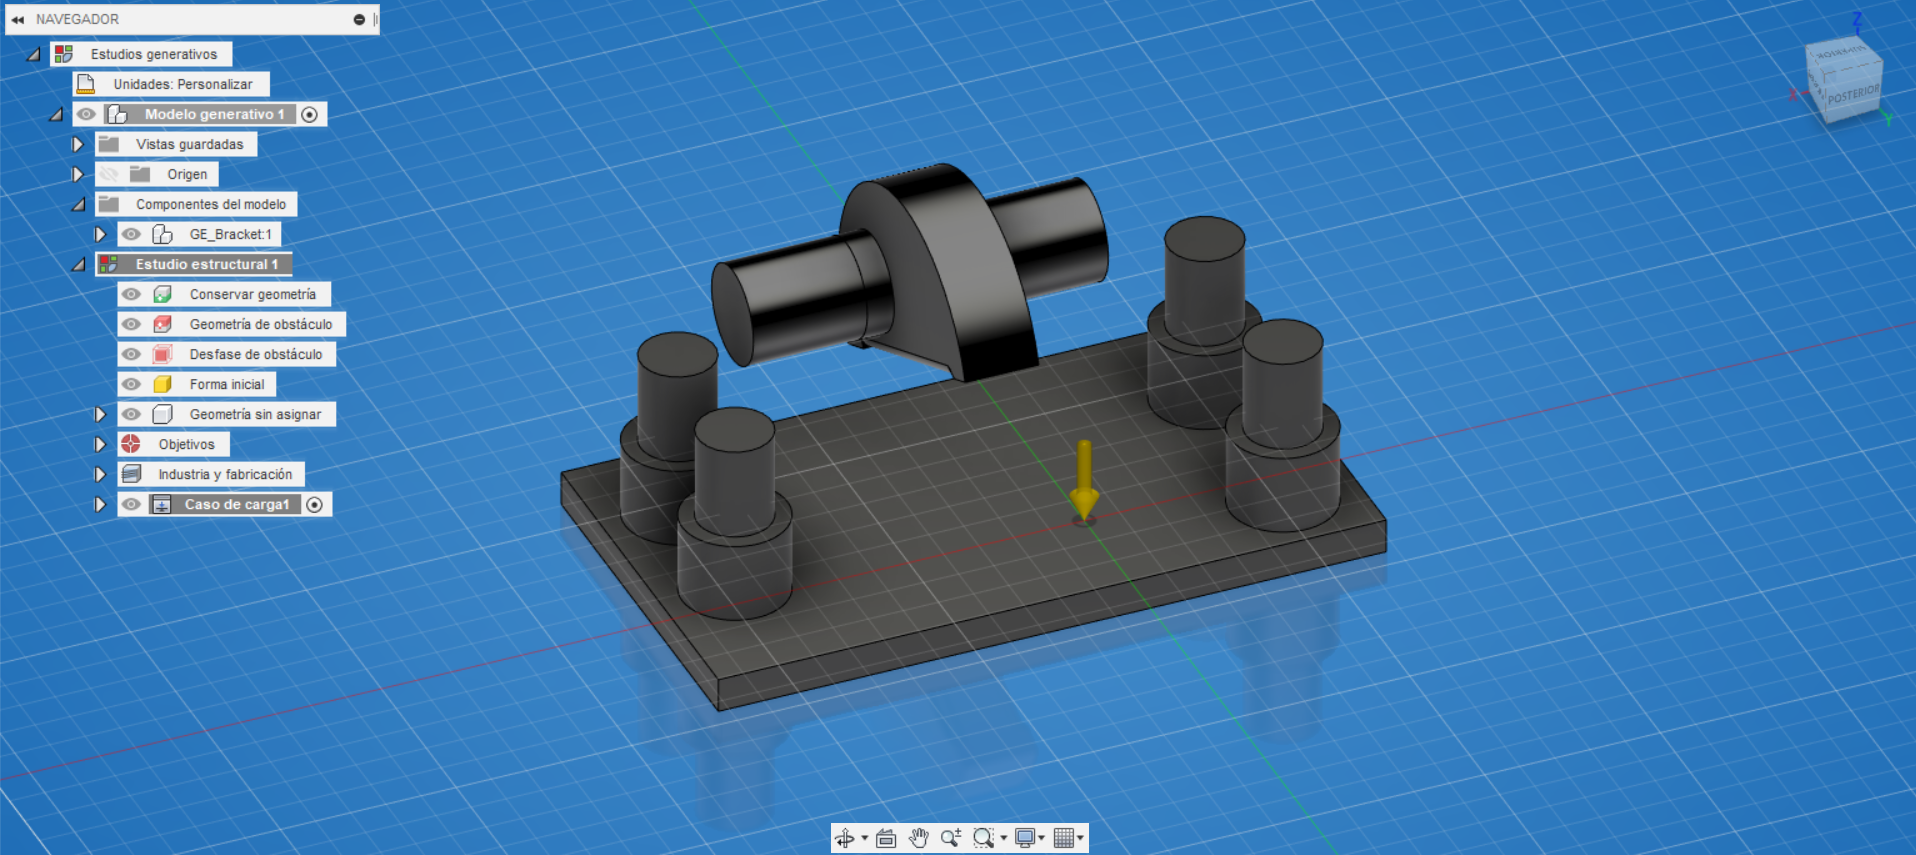 NAVEGADOR
Estudios generativos
Unidades: Personalizar
Modelo generativo 1
Vistas guardadas
Origen
Componentes del modelo
GE_Bracket:1
Estudio estructural 1
Conservar geometría
Geometría de obstáculo
Desfase de obstáculo
Forma inicial
Geometría sin asignar
Objetivos
Industria y fabricación
Caso de carga1
Z
SUPERIOR
POSTERIOR
X
Y